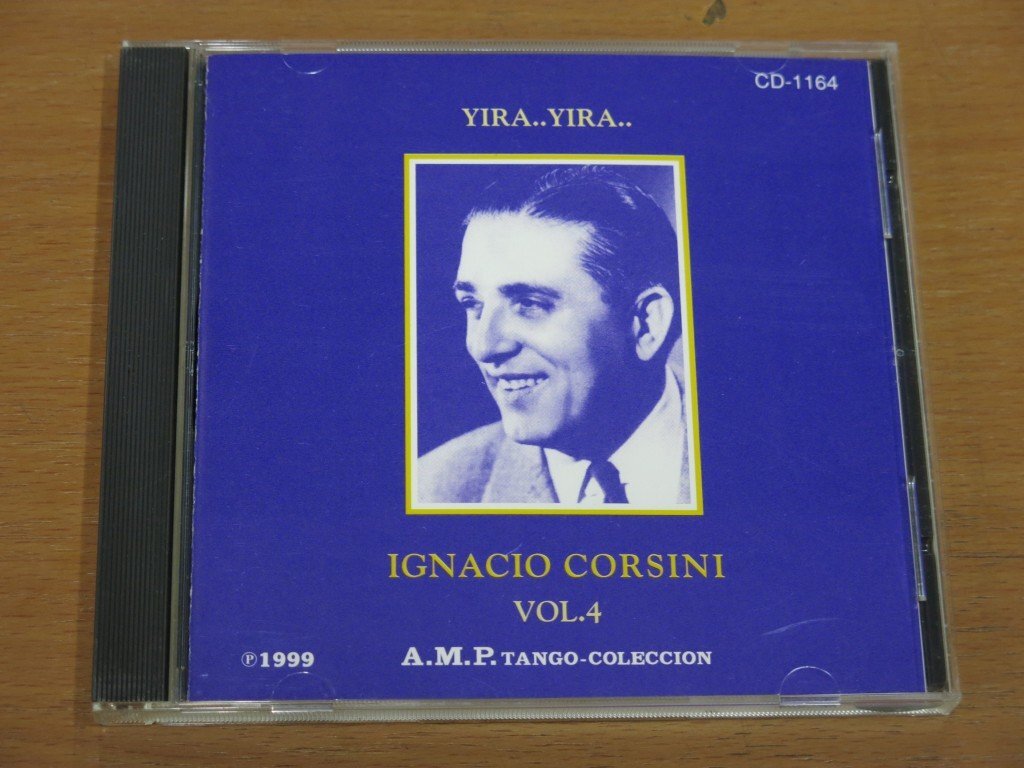 CD-1164
YIRA..YIRA..
IGNACIO CORSINI
VOL.4
℗1999 A.M.P. TANGO-COLECCION